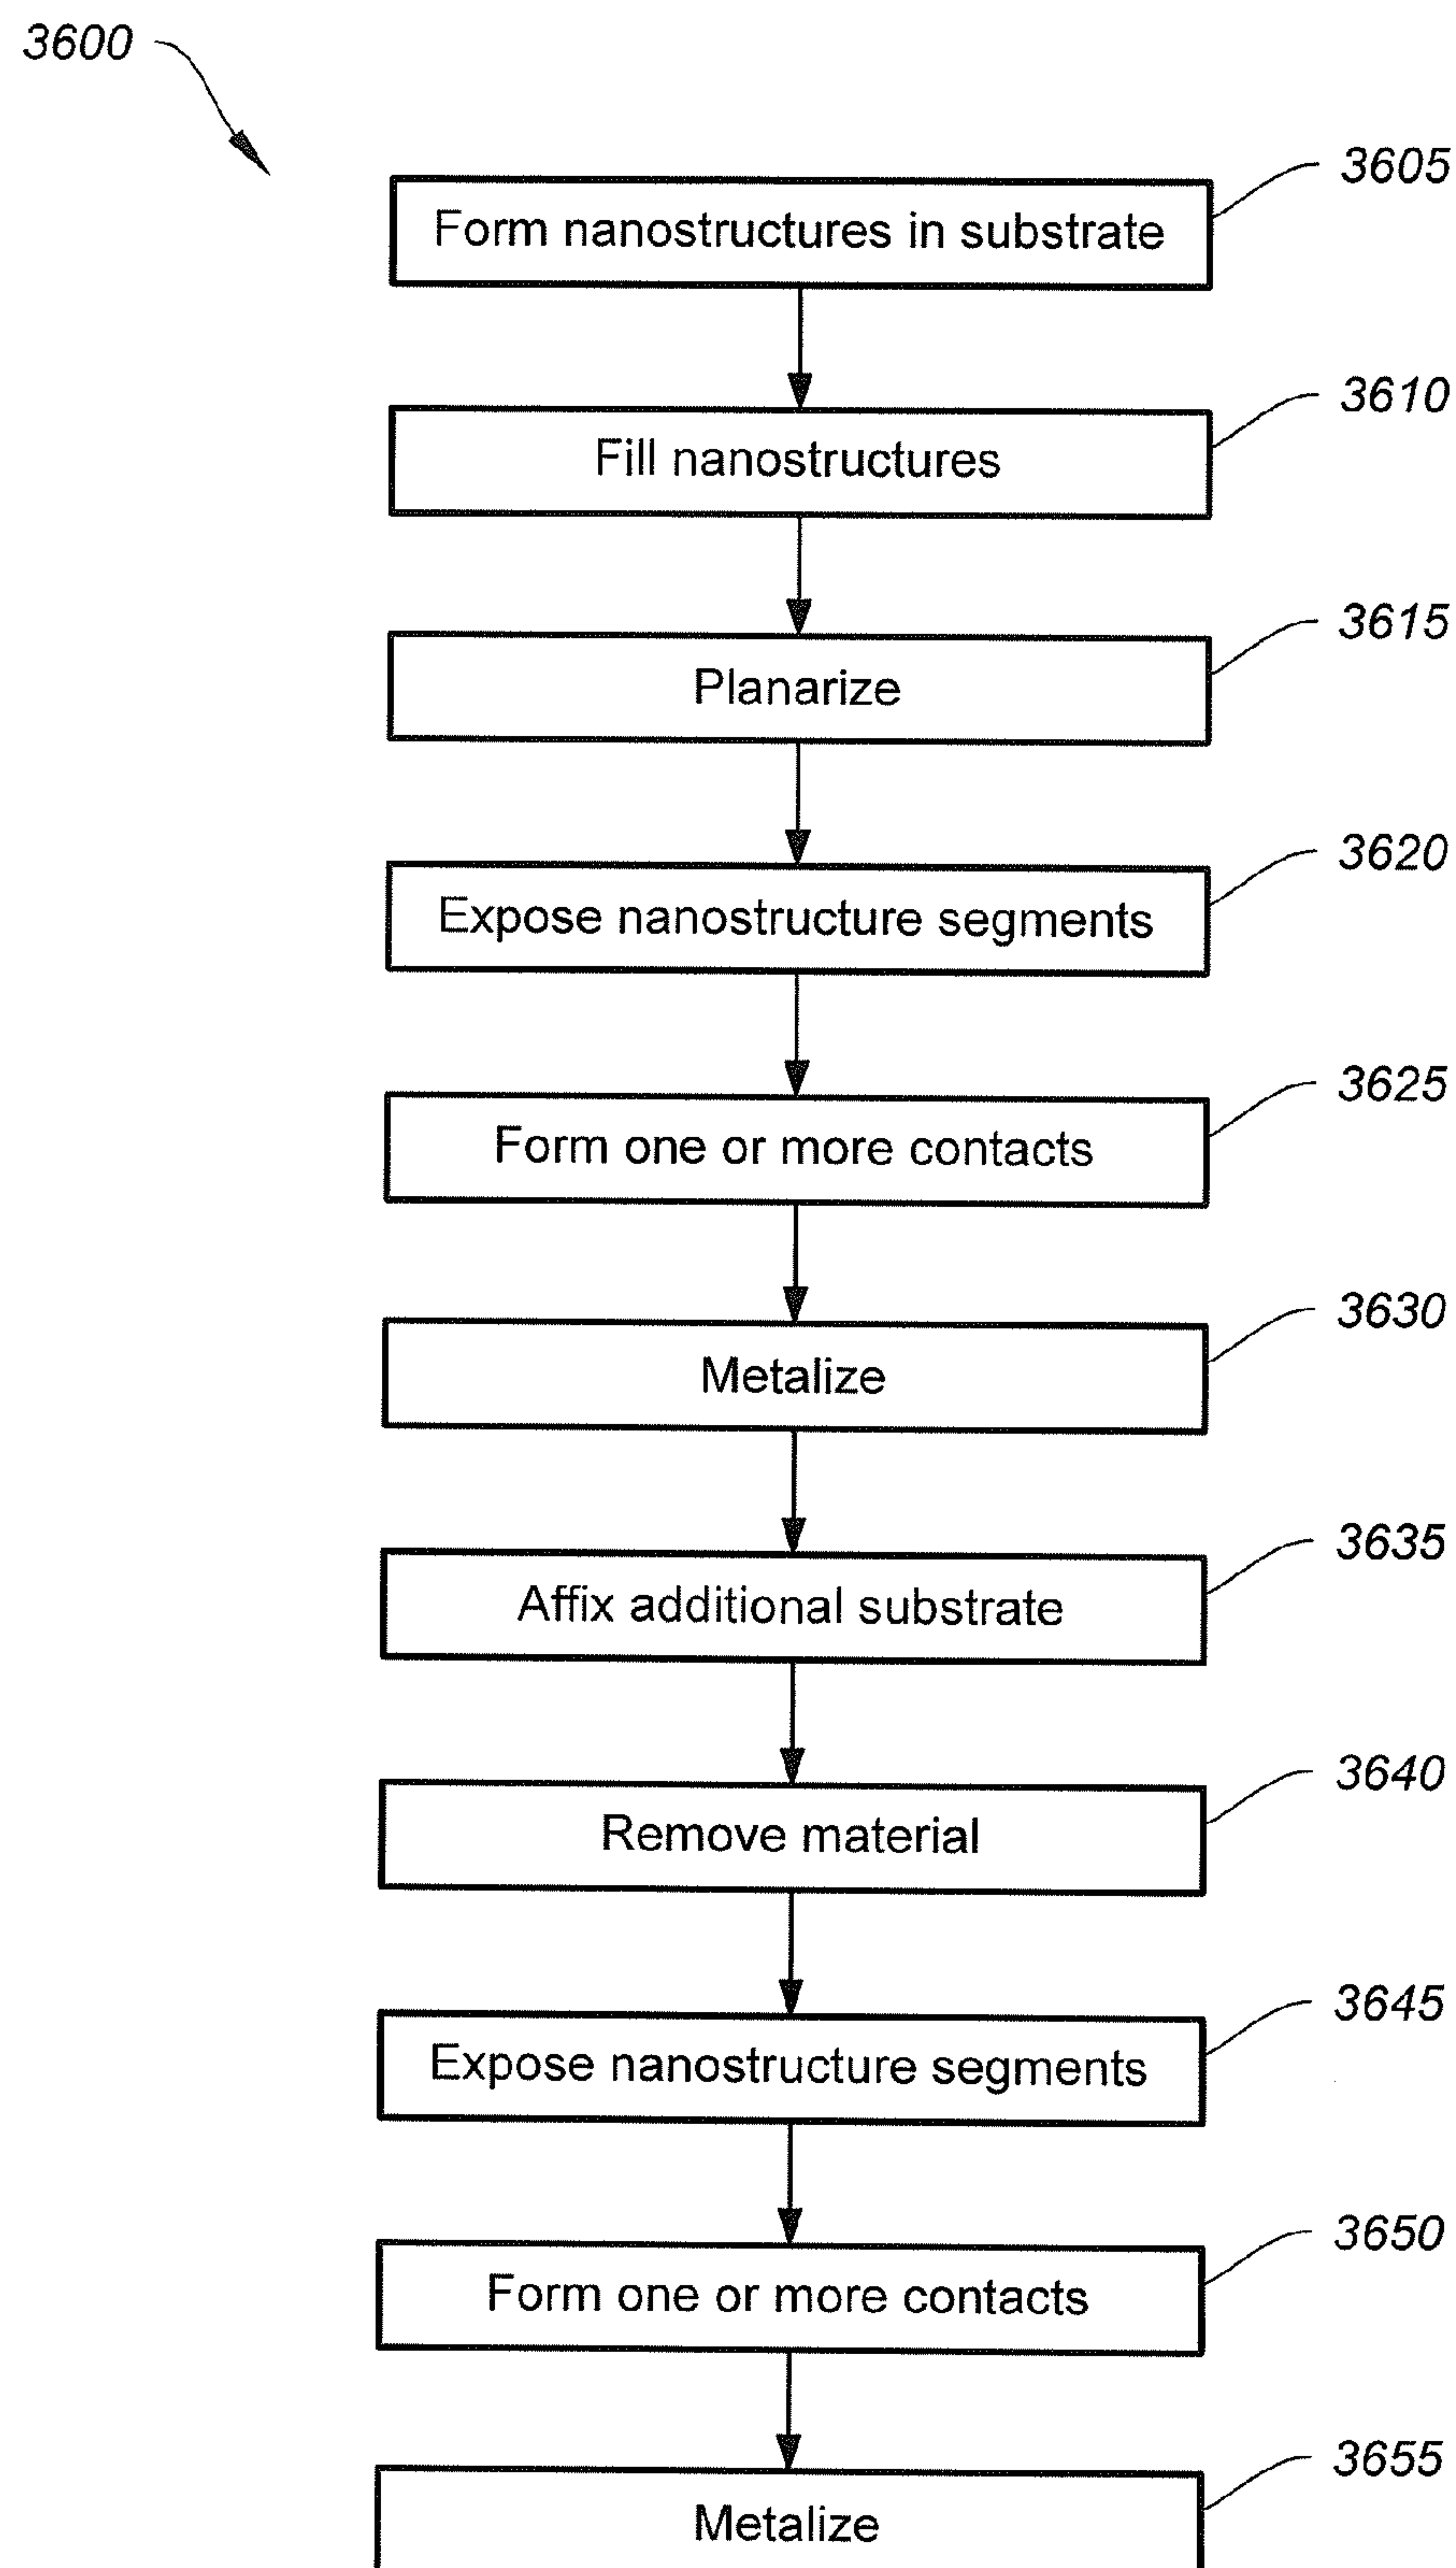 3600
3605
Form nanostructures in substrate
3610
Fill nanostructures
3615
Planarize
3620
Expose nanostructure segments
3625
Form one or more contacts
3630
Metalize
3635
Affix additional substrate
3640
Remove material
3645
Expose nanostructure segments
3650
Form one or more contacts
3655
Metalize